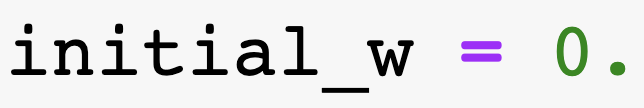 initial_w = 0.